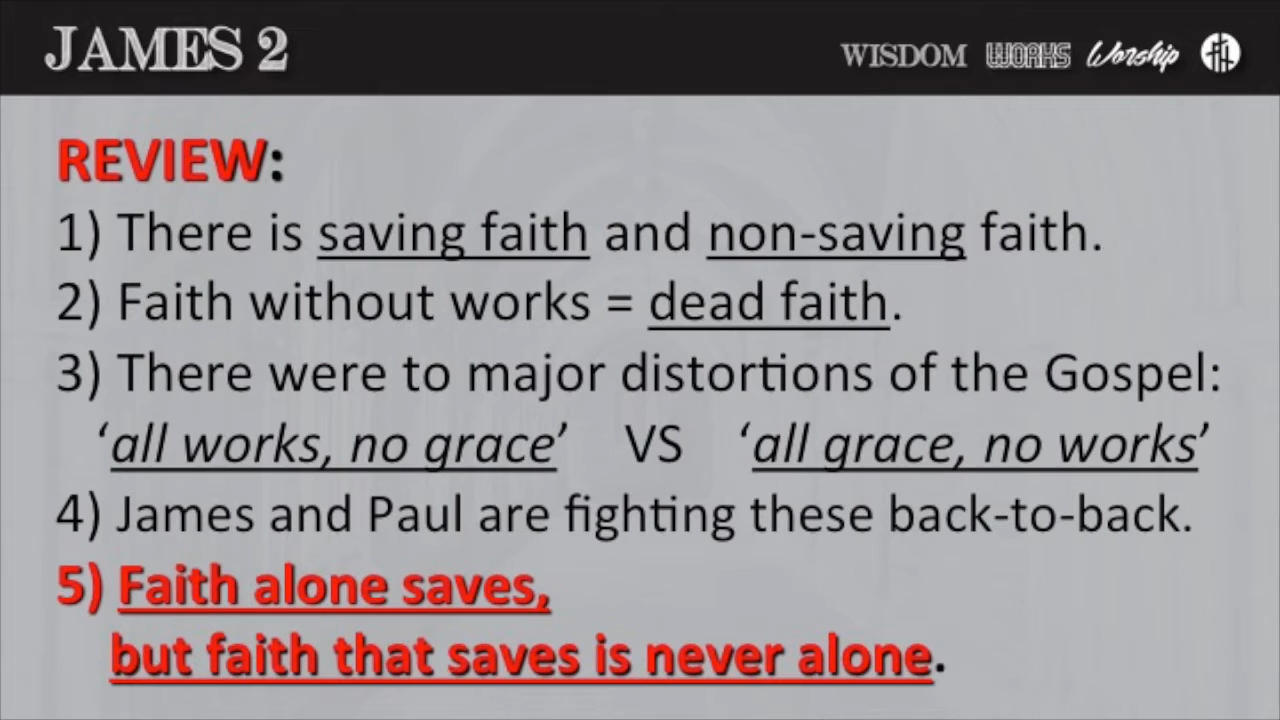 JAMES 2
WISDOM WORKS Worship
REVIEW:
1) There is saving faith and non-saving faith.
2) Faith without works = dead faith.
3) There were to major distortions of the Gospel:
‘all works, no grace’ VS ‘all grace, no works’
4) James and Paul are fighting these back-to-back.
5) Faith alone saves,
but faith that saves is never alone.